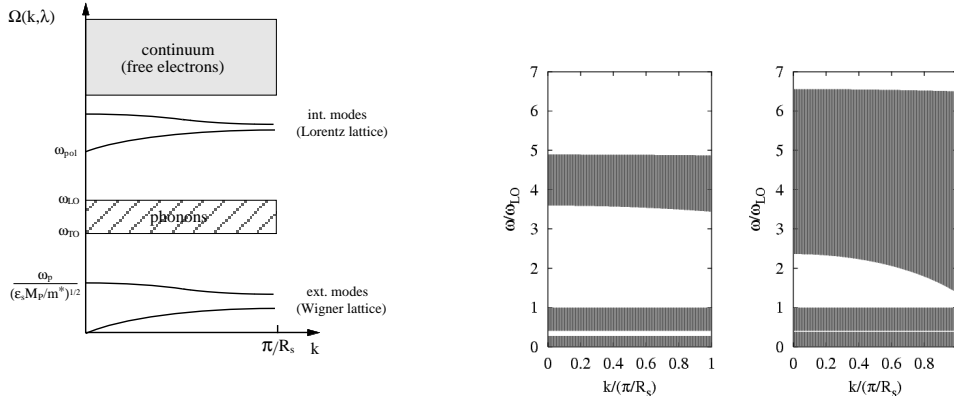 Ω(k,λ)
continuum
(free electrons)
int. modes
(Lorentz lattice)
ω_pol
ω_LO
phonons
ω_TO
ω_p
(ε_s M_P/m*)^1/2
ext. modes
(Wigner lattice)
π/R_s
k
7
6
5
4
3
2
1
0
ω/ω_LO
0 0.2 0.4 0.6 0.8 1
k/(π/R_s)
7
6
5
4
3
2
1
0
ω/ω_LO
0 0.2 0.4 0.6 0.8
k/(π/R_s)